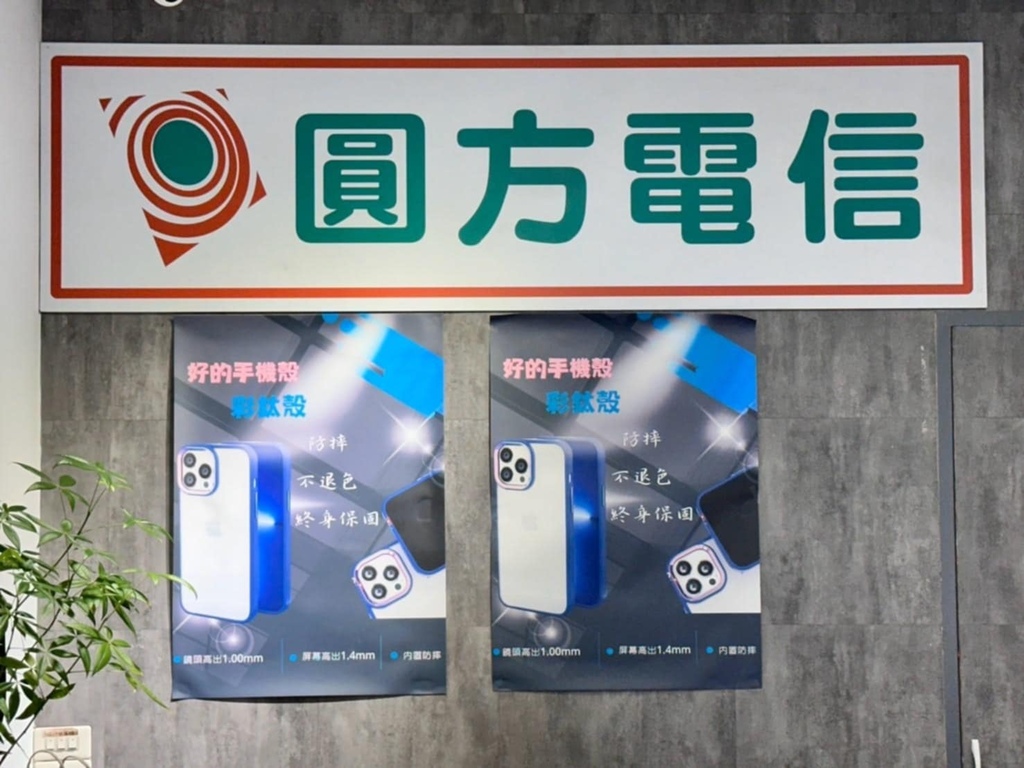 圓方電信
好的手機殼
彩鈦殼
防摔
不退色
終身保固
鏡頭高出1.00mm
屏幕高出1.4mm
內置防摔
好的手機殼
彩鈦殼
防摔
不退色
終身保固
鏡頭高出1.00mm
屏幕高出1.4mm
內置防摔